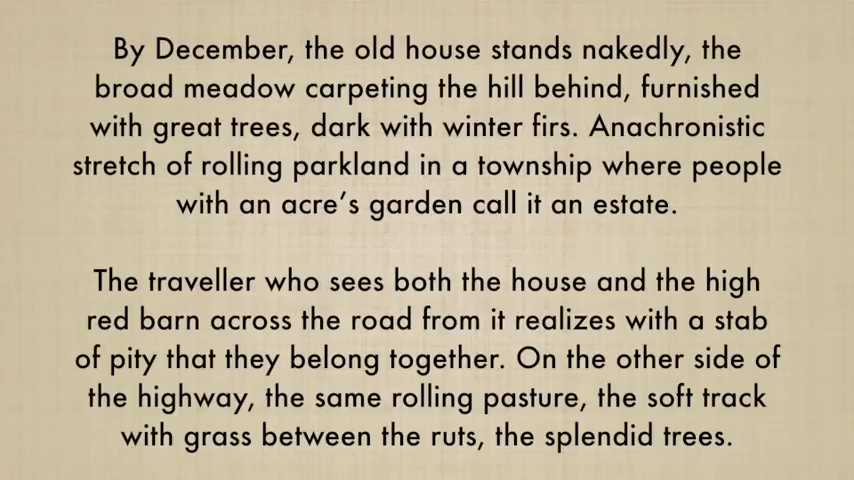 By December, the old house stands nakedly, the
broad meadow carpeting the hill behind, furnished
with great trees, dark with winter firs. Anachronistic
stretch of rolling parkland in a township where people
with an acre’s garden call it an estate.
The traveller who sees both the house and the high
red barn across the road from it realizes with a stab
of pity that they belong together. On the other side of
the highway, the same rolling pasture, the soft track
with grass between the ruts, the splendid trees.